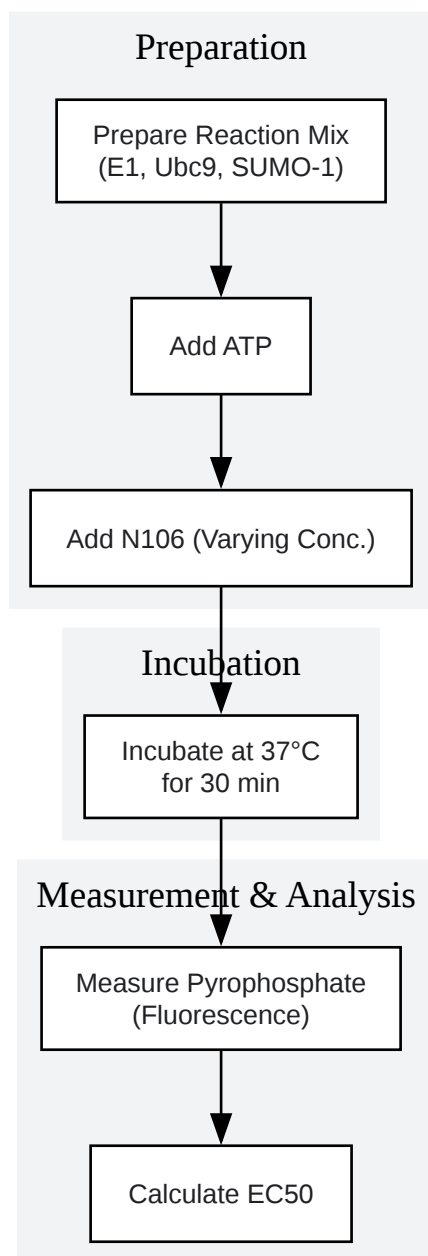 Preparation
Prepare Reaction Mix
(E1, Ubc9, SUMO-1)
Add ATP
Add N106 (Varying Conc.)
Incubation
Incubate at 37°C
for 30 min
Measurement & Analysis
Measure Pyrophosphate
(Fluorescence)
Calculate EC50